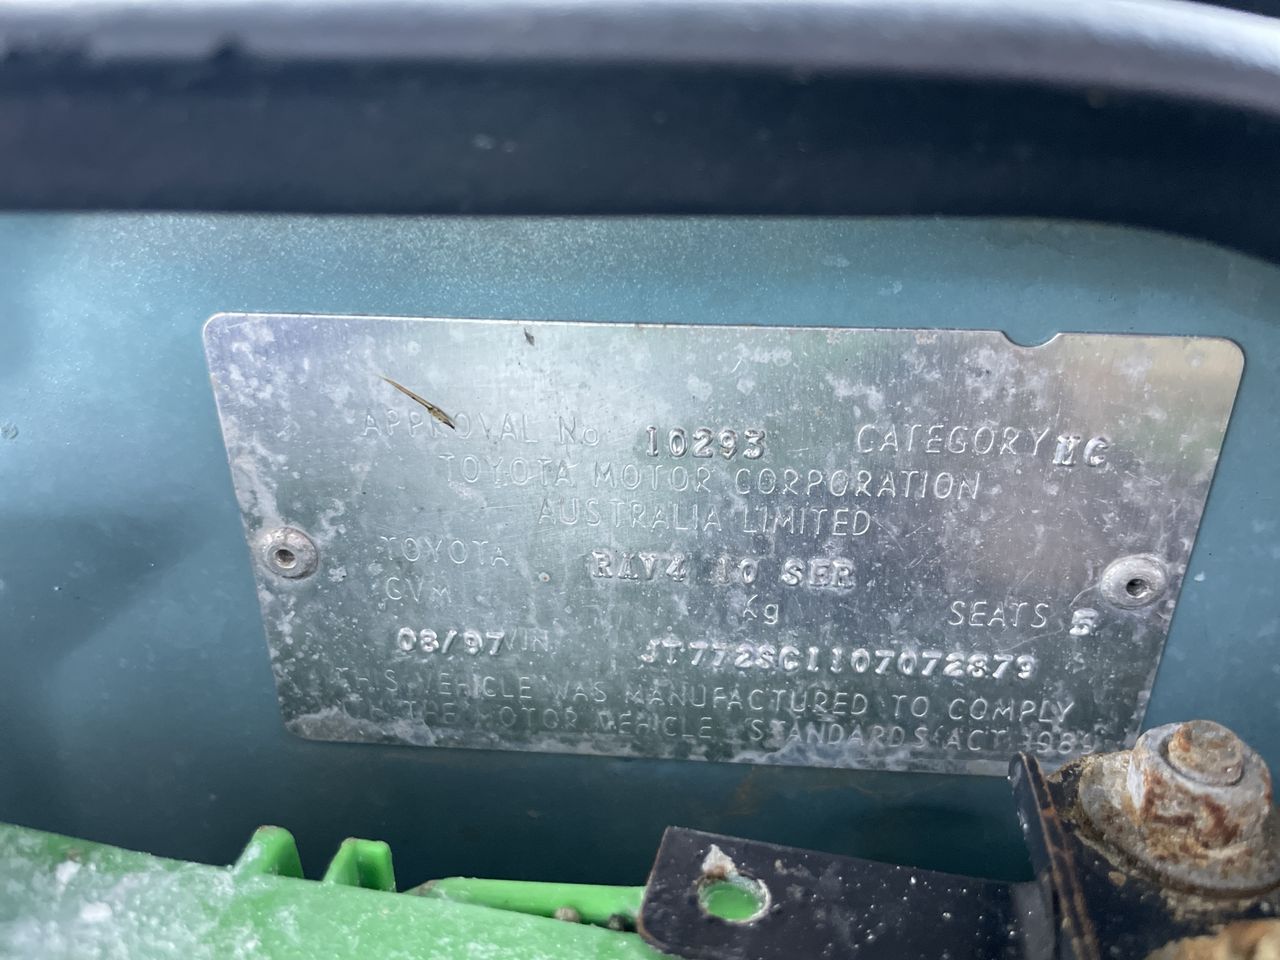 APPROVAL No 10293 CATEGORY MC
TOYOTA MOTOR CORPORATION
AUSTRALIA LIMITED
TOYOTA RAV4 10 SER
GVM Kg SEATS 5
08/97 VIN JT772SC1107072879
THIS VEHICLE WAS MANUFACTURED TO COMPLY
WITH THE MOTOR VEHICLE STANDARDS ACT 1989